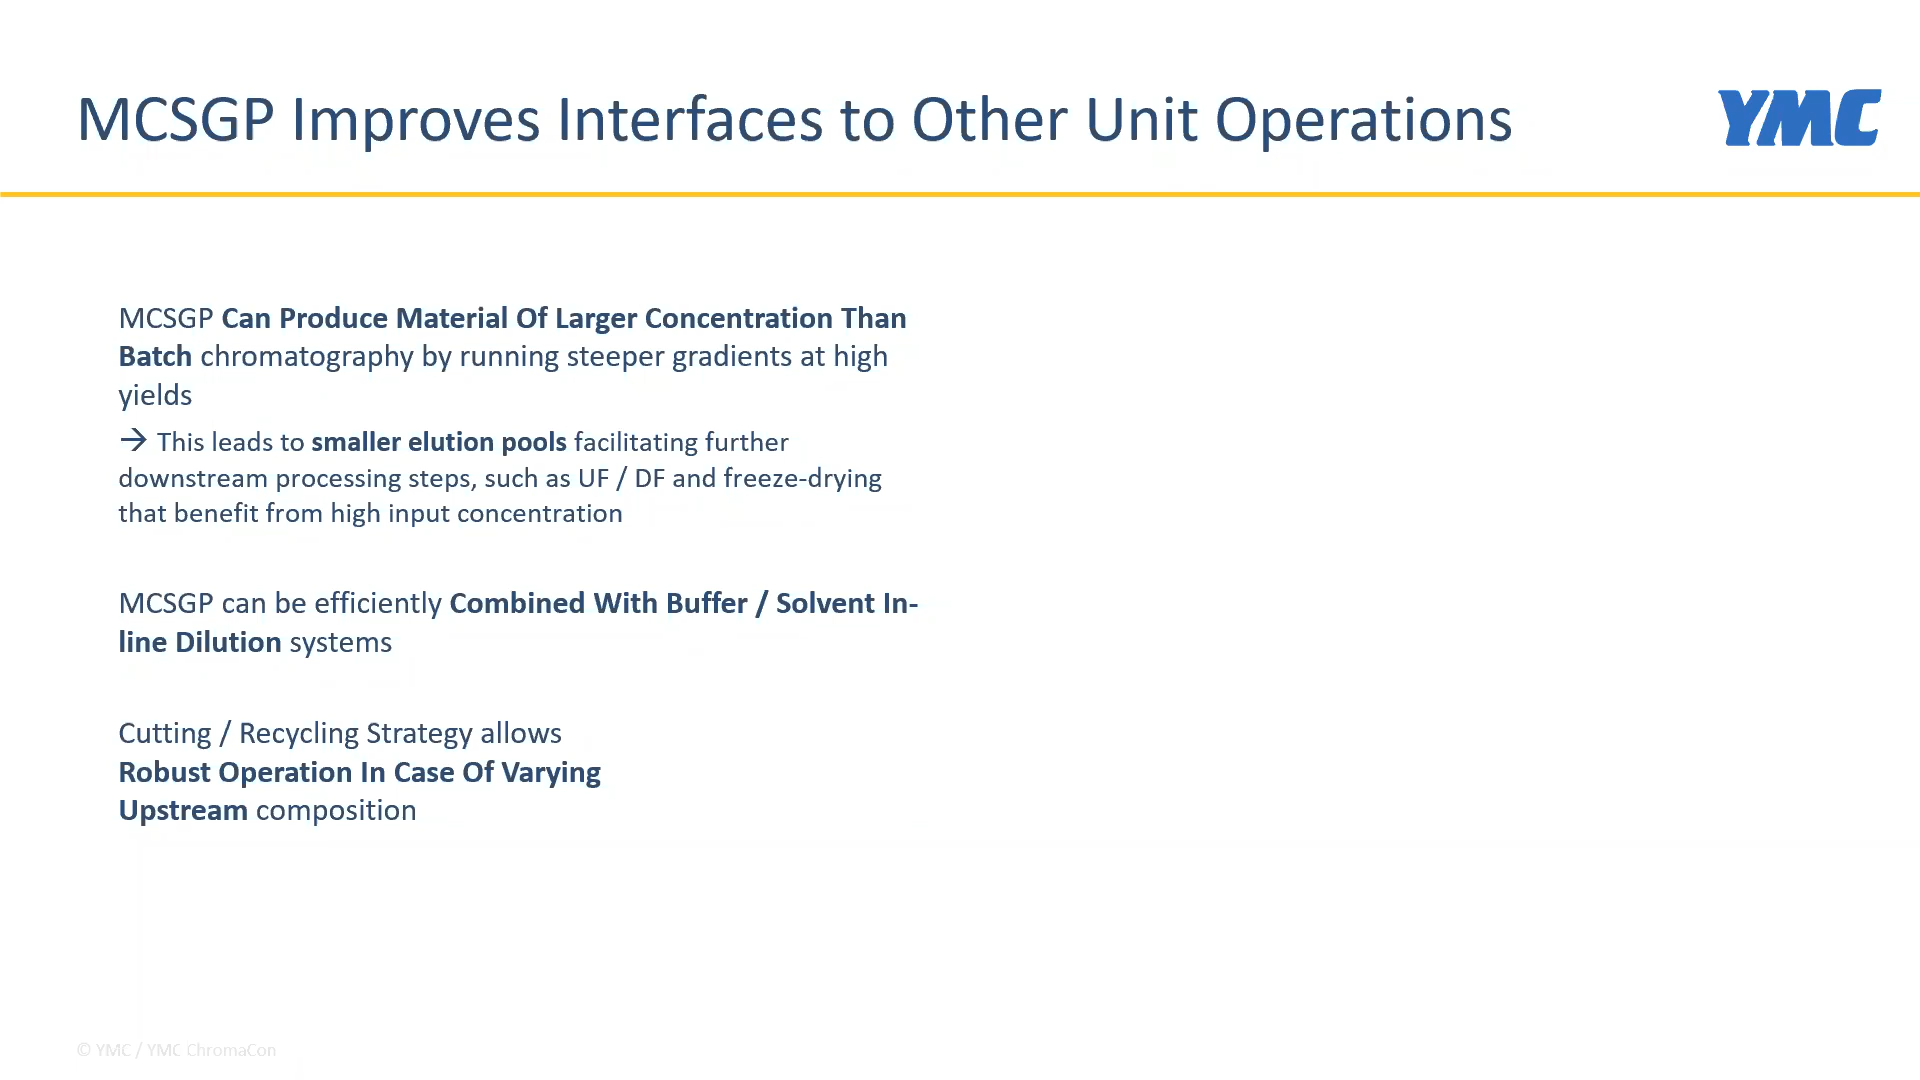 MCSGP Improves Interfaces to Other Unit Operations
YMC
MCSGP Can Produce Material Of Larger Concentration Than
Batch chromatography by running steeper gradients at high
yields
→ This leads to smaller elution pools facilitating further
downstream processing steps, such as UF / DF and freeze-drying
that benefit from high input concentration
MCSGP can be efficiently Combined With Buffer / Solvent In-
line Dilution systems
Cutting / Recycling Strategy allows
Robust Operation In Case Of Varying
Upstream composition
© YMC / YMC ChromaCon